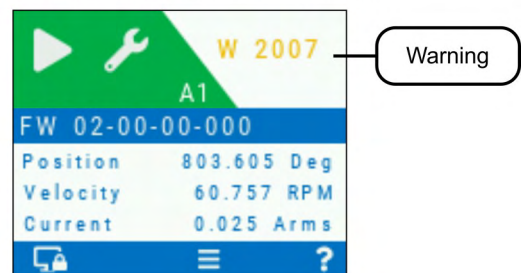 W 2007
Warning
A1
FW 02-00-00-000
Position 803.605 Deg
Velocity 60.757 RPM
Current 0.025 Arms
?